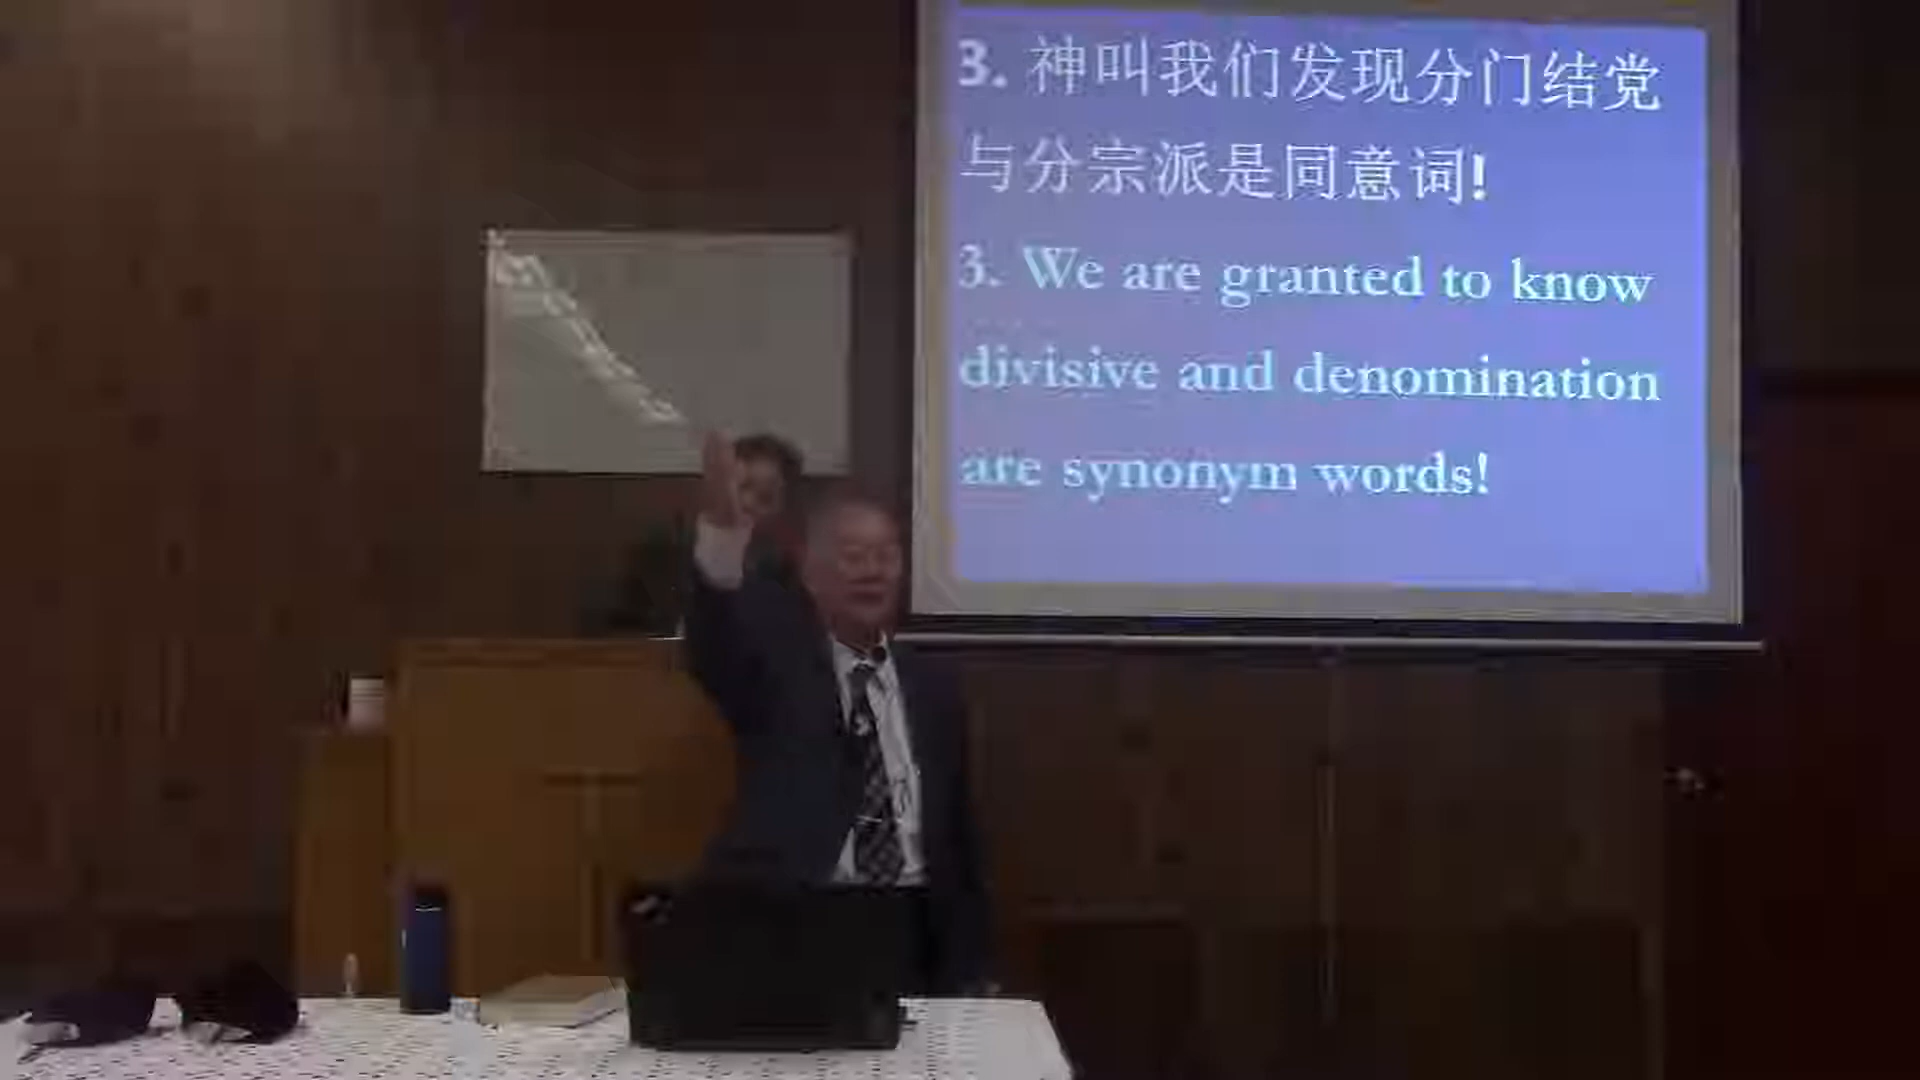 3. 神叫我们发现分门结党
与分宗派是同意词!
3. We are granted to know
divisive and denomination
are synonym words!